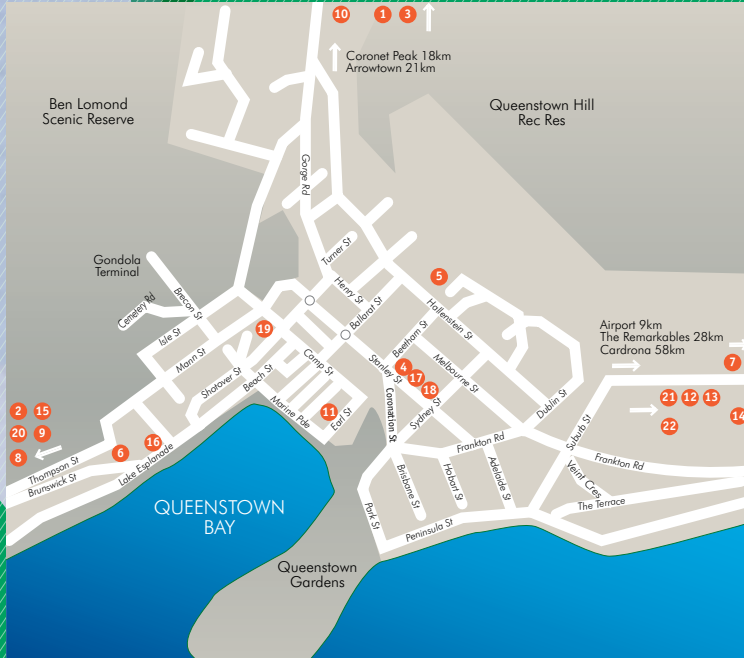 10 1 3
Coronet Peak 18km
Arrowtown 21km
Ben Lomond
Scenic Reserve
Queenstown Hill
Rec Res
Gorge Rd
Turner St
Gondola
Terminal
Cemetery Rd
Brecon St
Isle St
Mann St
Henry St
Ballarat St
5
Hallenstein St
Beetham St
19
Stanley St
Melbourne St
Airport 9km
The Remarkables 28km
Cardrona 58km
7
Shotover St
Beach St
Camp St
4
17
18
Coronation St
Sydney St
Dublin St
Suburb St
21 12 13
14
22
Marine Pde
11
Earl St
2 15
20 9
8
6
16
Thompson St
Brunswick St
Lake Esplanade
Frankton Rd
Frankton Rd
Brisbane St
Hobart St
Adelaide St
Veint Cres
The Terrace
Park St
Peninsula St
QUEENSTOWN
BAY
Queenstown
Gardens